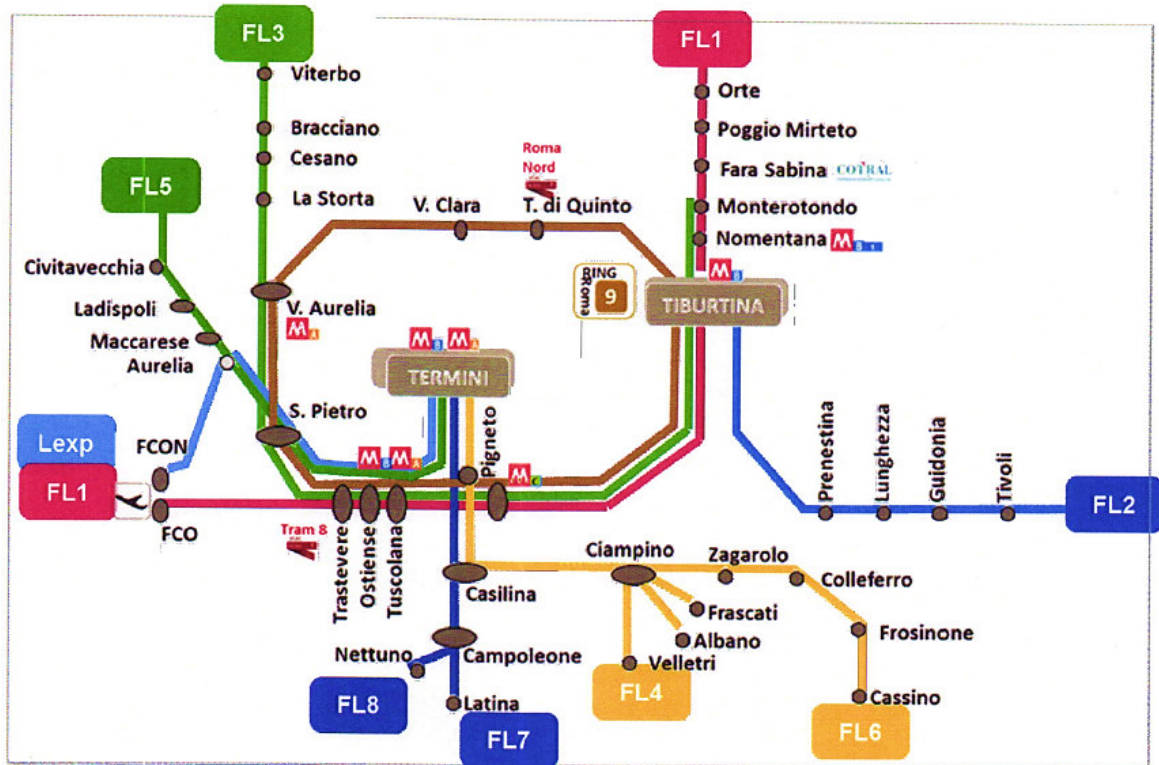 FL3
FL1
Viterbo
Orte
Bracciano
Poggio Mirteto
Cesano
Roma
Nord
Fara Sabina
COTRAL
FL5
La Storta
V. Clara
T. di Quinto
Monterotondo
Nomentana
M
B
1
Civitavecchia
RING
Roma
9
M
B
TIBURTINA
Ladispoli
V. Aurelia
M
A
M
B
M
A
TERMINI
Maccarese
Aurelia
S. Pietro
Pigneto
Lexp
FCON
M
B
M
A
M
C
Prenestina
Lunghezza
Guidonia
Tivoli
FL1
FCO
FL2
Tram 8
Trastevere
Ostiense
Tuscolana
Ciampino
Zagarolo
Casilina
Colleferro
Frascati
Albano
Frosinone
Nettuno
Campoleone
Velletri
FL8
Latina
FL4
Cassino
FL7
FL6